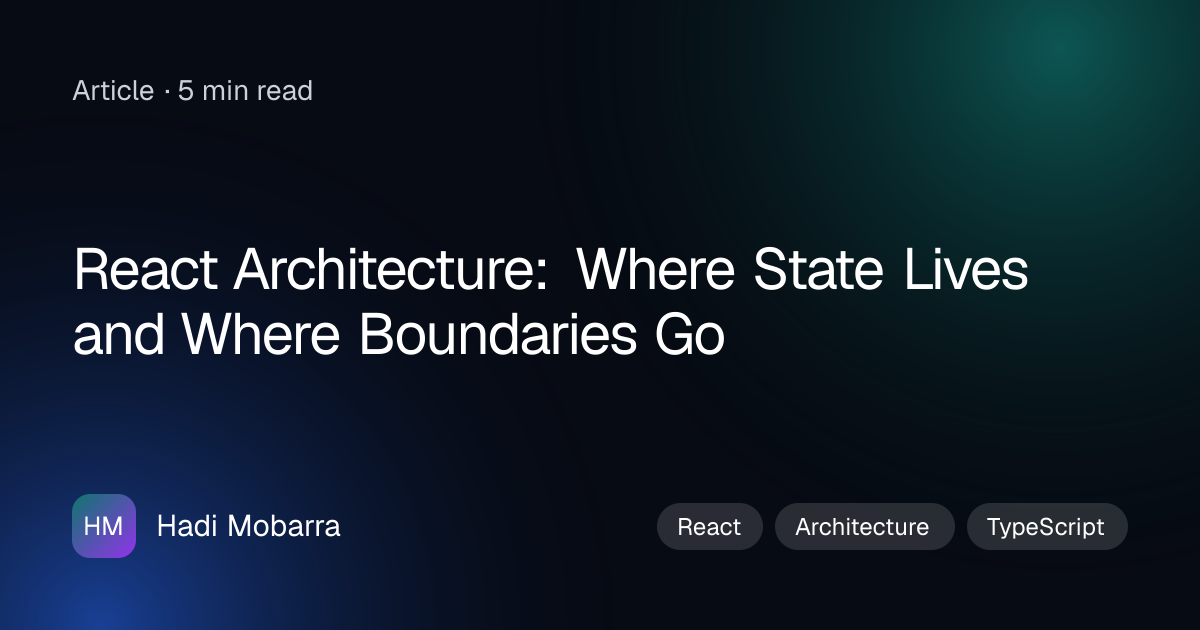 Article · 5 min read
React Architecture: Where State Lives
and Where Boundaries Go
HM Hadi Mobarra
React Architecture TypeScript